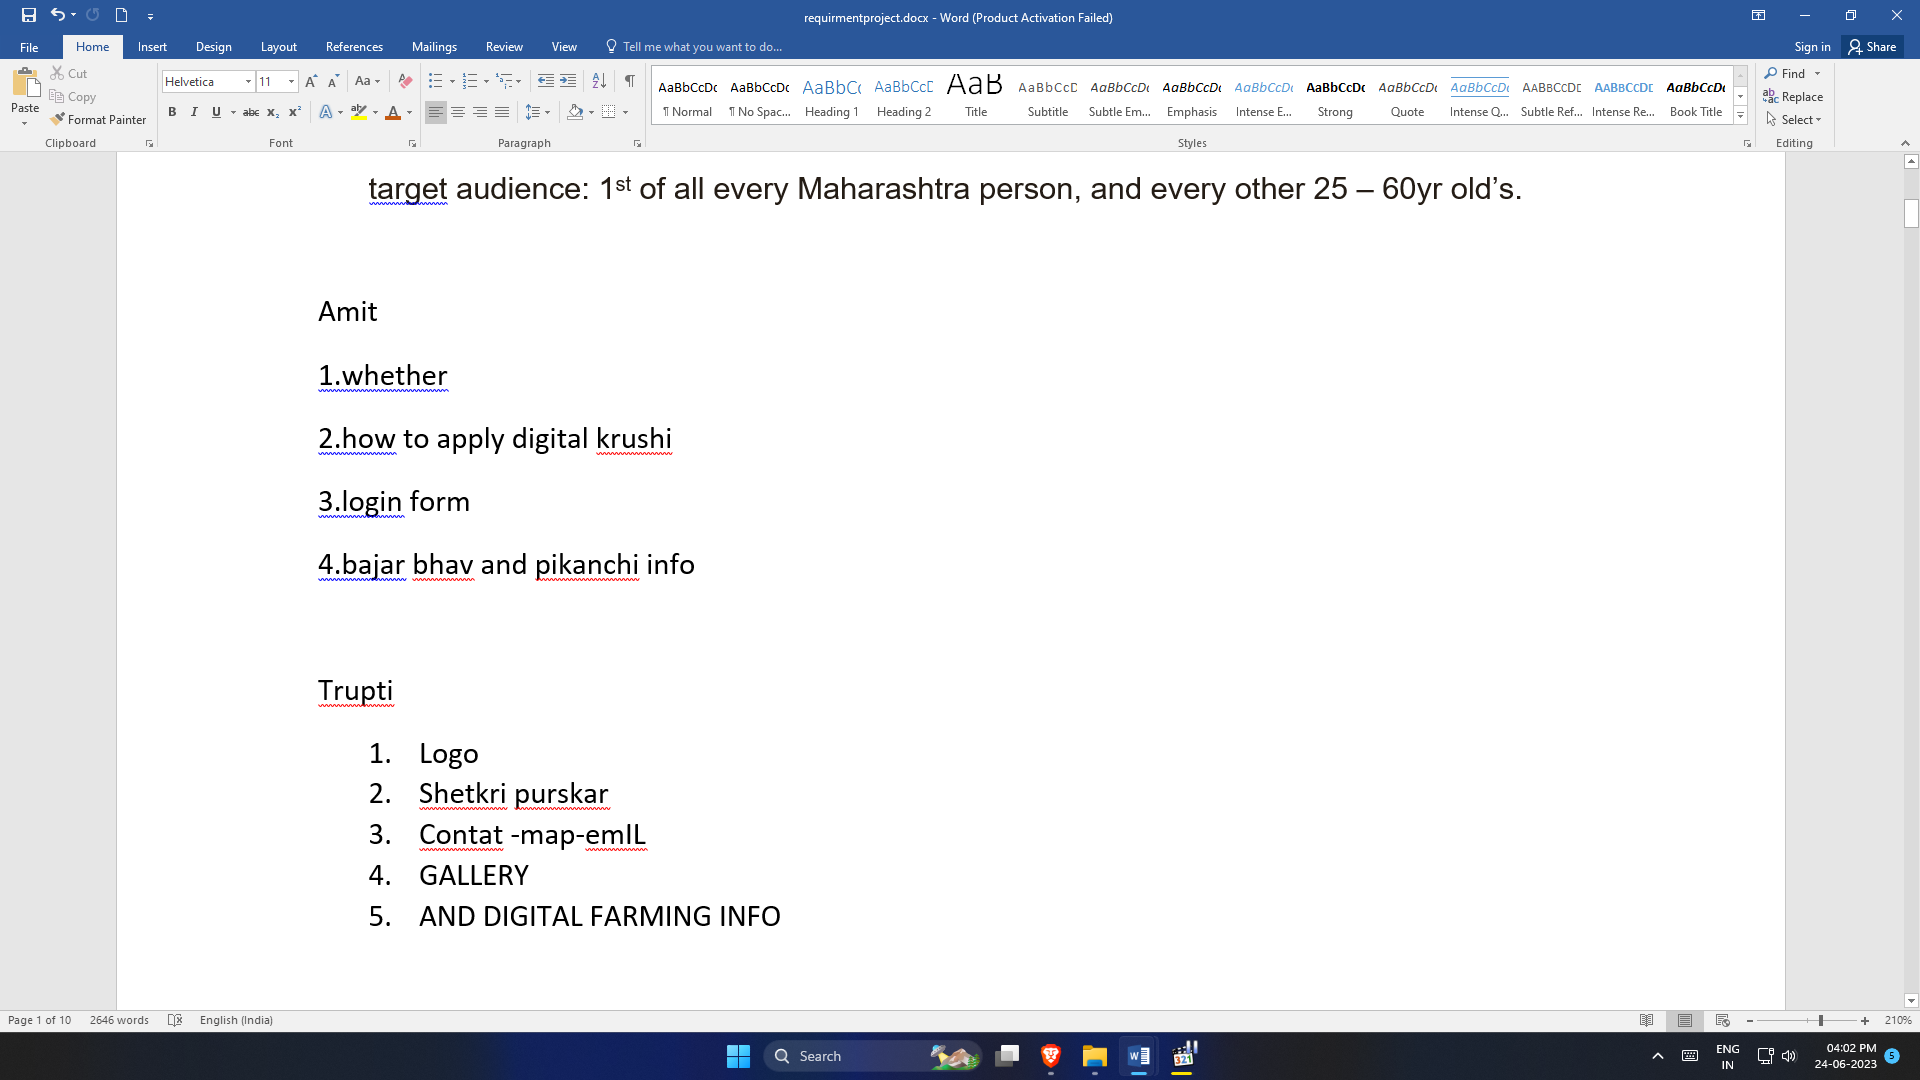 requirmentproject.docx - Word (Product Activation Failed)
File Home Insert Design Layout References Mailings Review View Tell me what you want to do... Sign in Share
Paste Cut Copy Format Painter
Clipboard
Helvetica 11
Font
Paragraph
AaBbCcDc ¶ Normal
AaBbCcDc ¶ No Spac...
AaBbCc Heading 1
AaBbCcD Heading 2
AaB Title
AaBbCcD Subtitle
AaBbCcDc Subtle Em...
AaBbCcDc Emphasis
AaBbCcDc Intense E...
AaBbCcDc Strong
AaBbCcDc Quote
AaBbCcDc Intense Q...
AABBCCDE Subtle Ref...
AABBCCDE Intense Re...
AaBbCcDc Book Title
Styles
Find
Replace
Select
Editing
target audience: 1st of all every Maharashtra person, and every other 25 – 60yr old’s.
Amit
1.whether
2.how to apply digital krushi
3.login form
4.bajar bhav and pikanchi info
Trupti
1. Logo
2. Shetkri purskar
3. Contat -map-emIL
4. GALLERY
5. AND DIGITAL FARMING INFO
Page 1 of 10 2646 words English (India) 210%
Search
ENG
IN
04:02 PM
24-06-2023
5